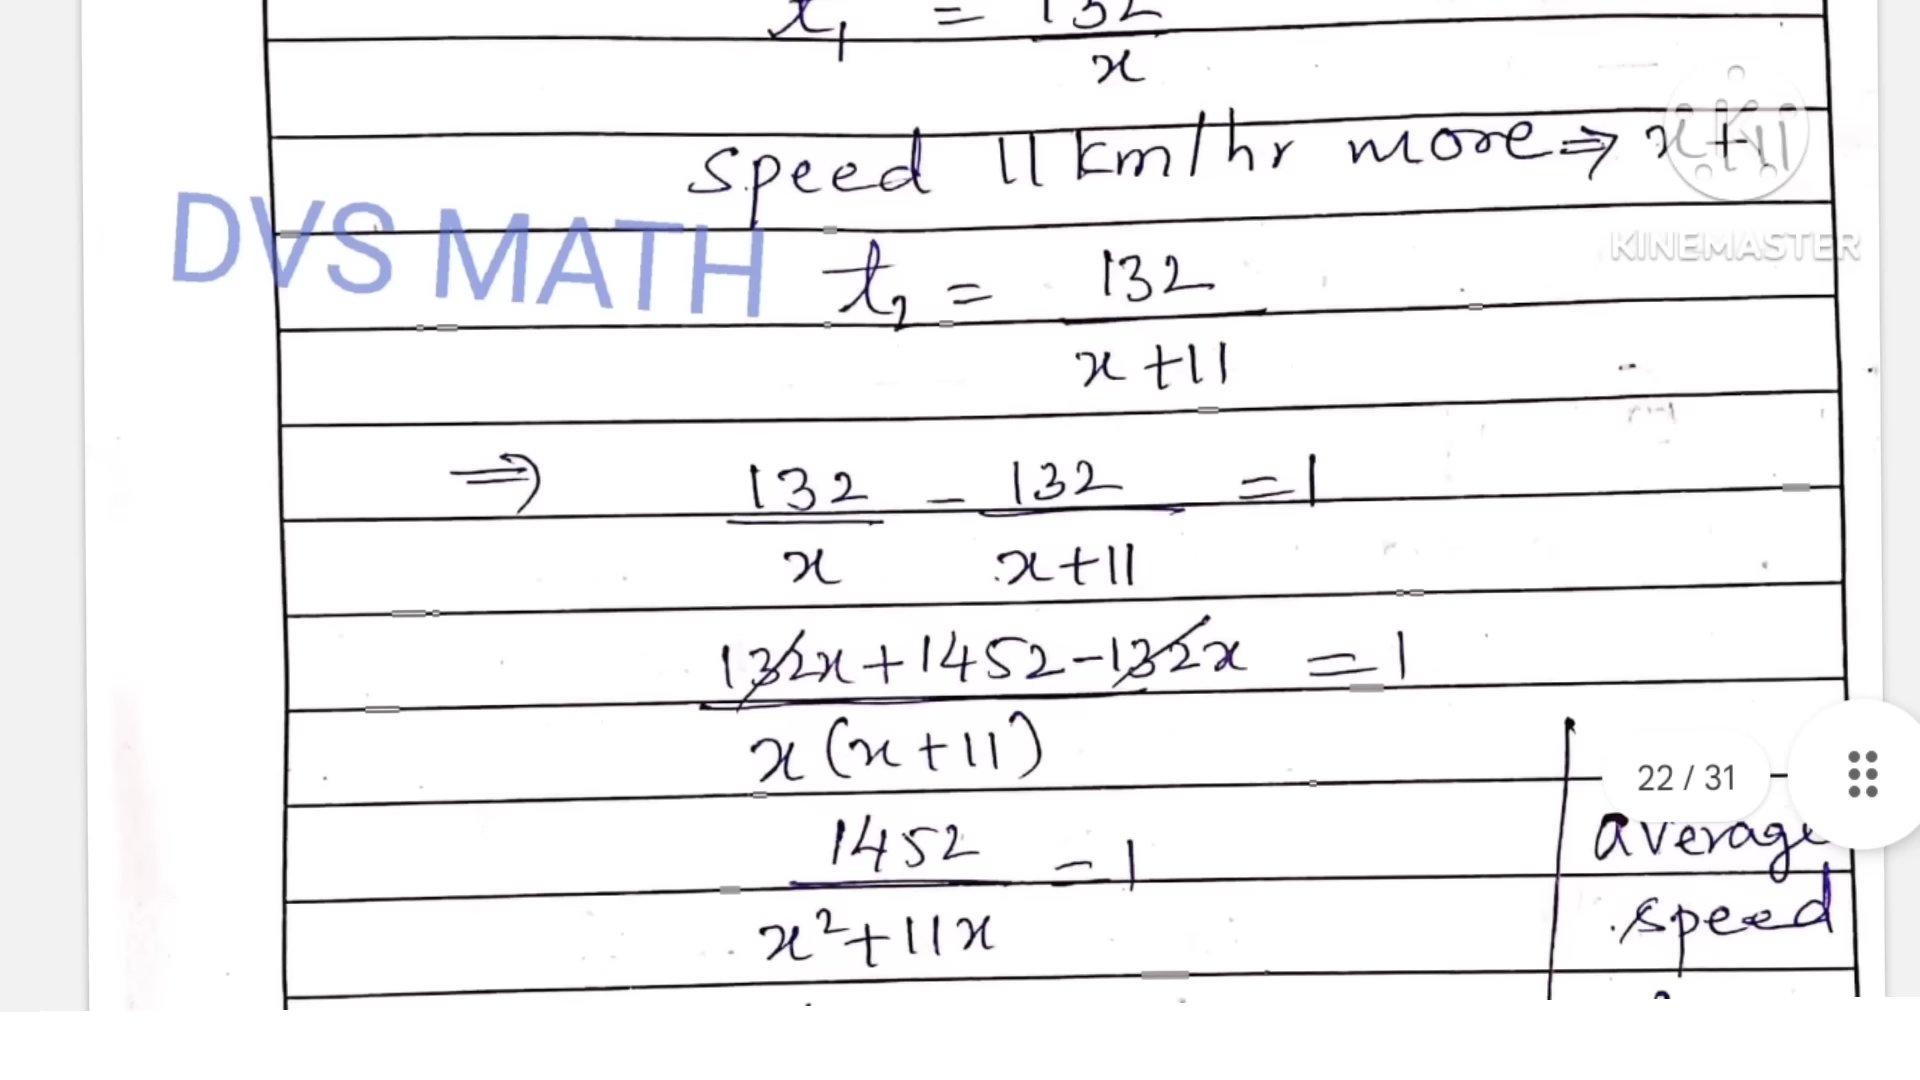 t₁ = 132
x
Speed 11 km/hr more ⇒ x+11
DVS MATH
KINEMASTER
t₂ = 132
x+11
⇒ 132 - 132 = 1
x x+11
132x+1452-132x = 1
x(x+11)
22 / 31
1452 = 1
x²+11x
average
speed